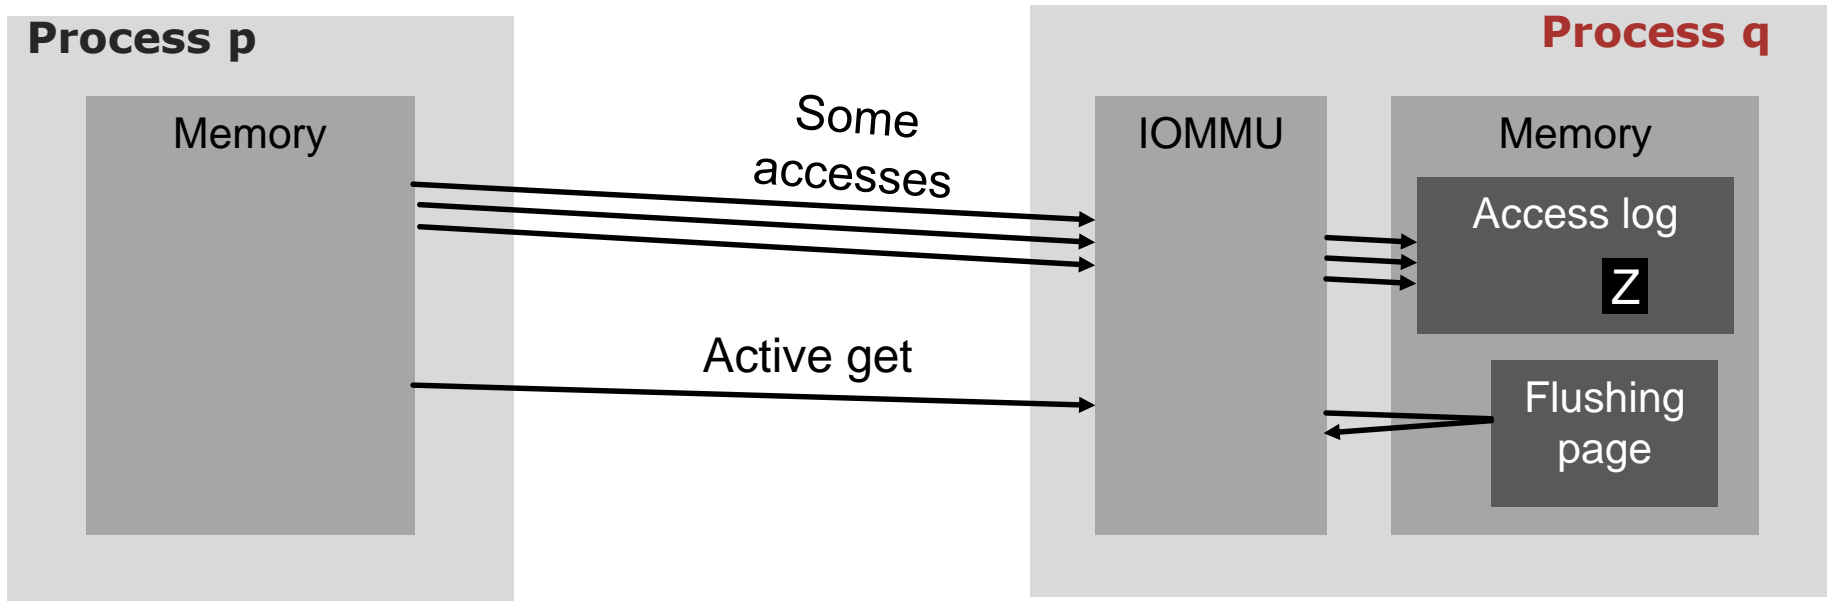 Process p
Process q
Memory
Some
accesses
IOMMU
Memory
Access log
Z
Active get
Flushing
page